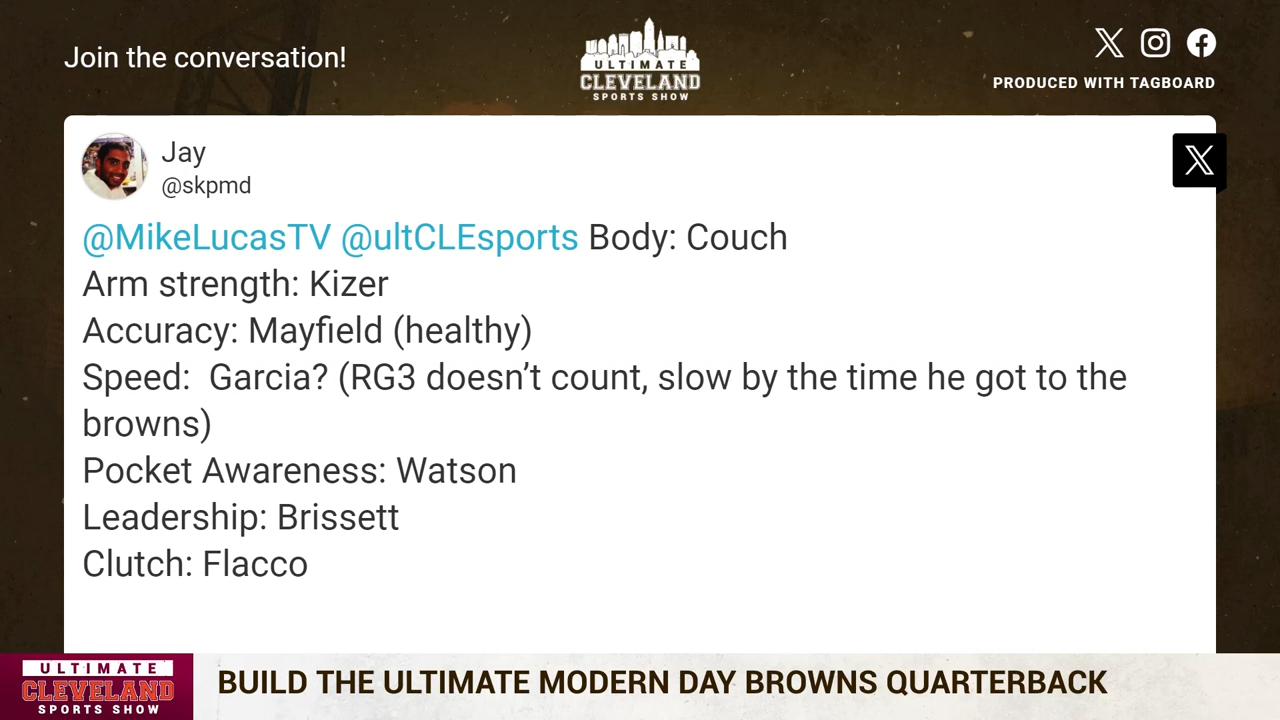 Join the conversation!
ULTIMATE
CLEVELAND
SPORTS SHOW
PRODUCED WITH TAGBOARD
Jay
@skpmd
@MikeLucasTV @ultCLEsports Body: Couch
Arm strength: Kizer
Accuracy: Mayfield (healthy)
Speed:  Garcia? (RG3 doesn’t count, slow by the time he got to the
browns)
Pocket Awareness: Watson
Leadership: Brissett
Clutch: Flacco
ULTIMATE
CLEVELAND
SPORTS SHOW
BUILD THE ULTIMATE MODERN DAY BROWNS QUARTERBACK